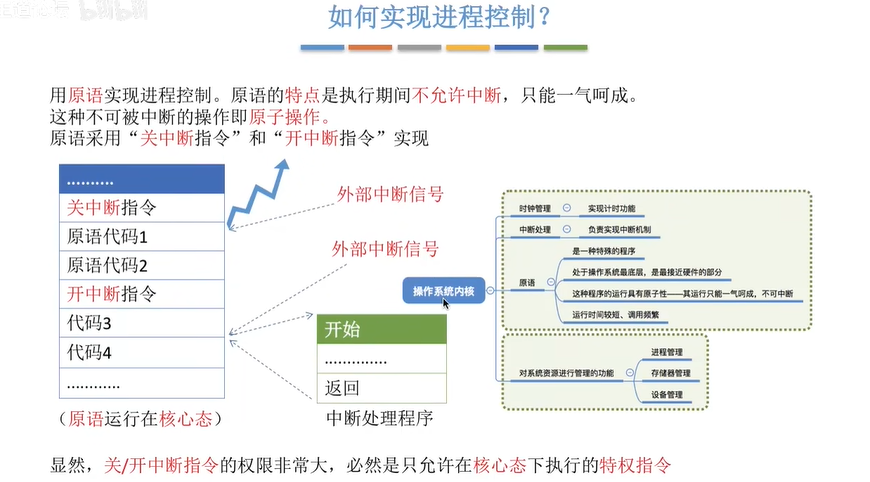 如何实现进程控制？
用原语实现进程控制。原语的特点是执行期间不允许中断，只能一气呵成。
这种不可被中断的操作即原子操作。
原语采用“关中断指令”和“开中断指令”实现
..........
关中断指令
原语代码1
原语代码2
开中断指令
代码3
代码4
............
（原语运行在核心态）
外部中断信号
外部中断信号
开始
..............
返回
中断处理程序
操作系统内核
时钟管理 实现计时功能
中断处理 负责实现中断机制
原语
是一种特殊的程序
处于操作系统最底层，是最接近硬件的部分
这种程序的运行具有原子性——其运行只能一气呵成，不可中断
运行时间较短、调用频繁
对系统资源进行管理的功能
进程管理
存储器管理
设备管理
显然，关/开中断指令的权限非常大，必然是只允许在核心态下执行的特权指令